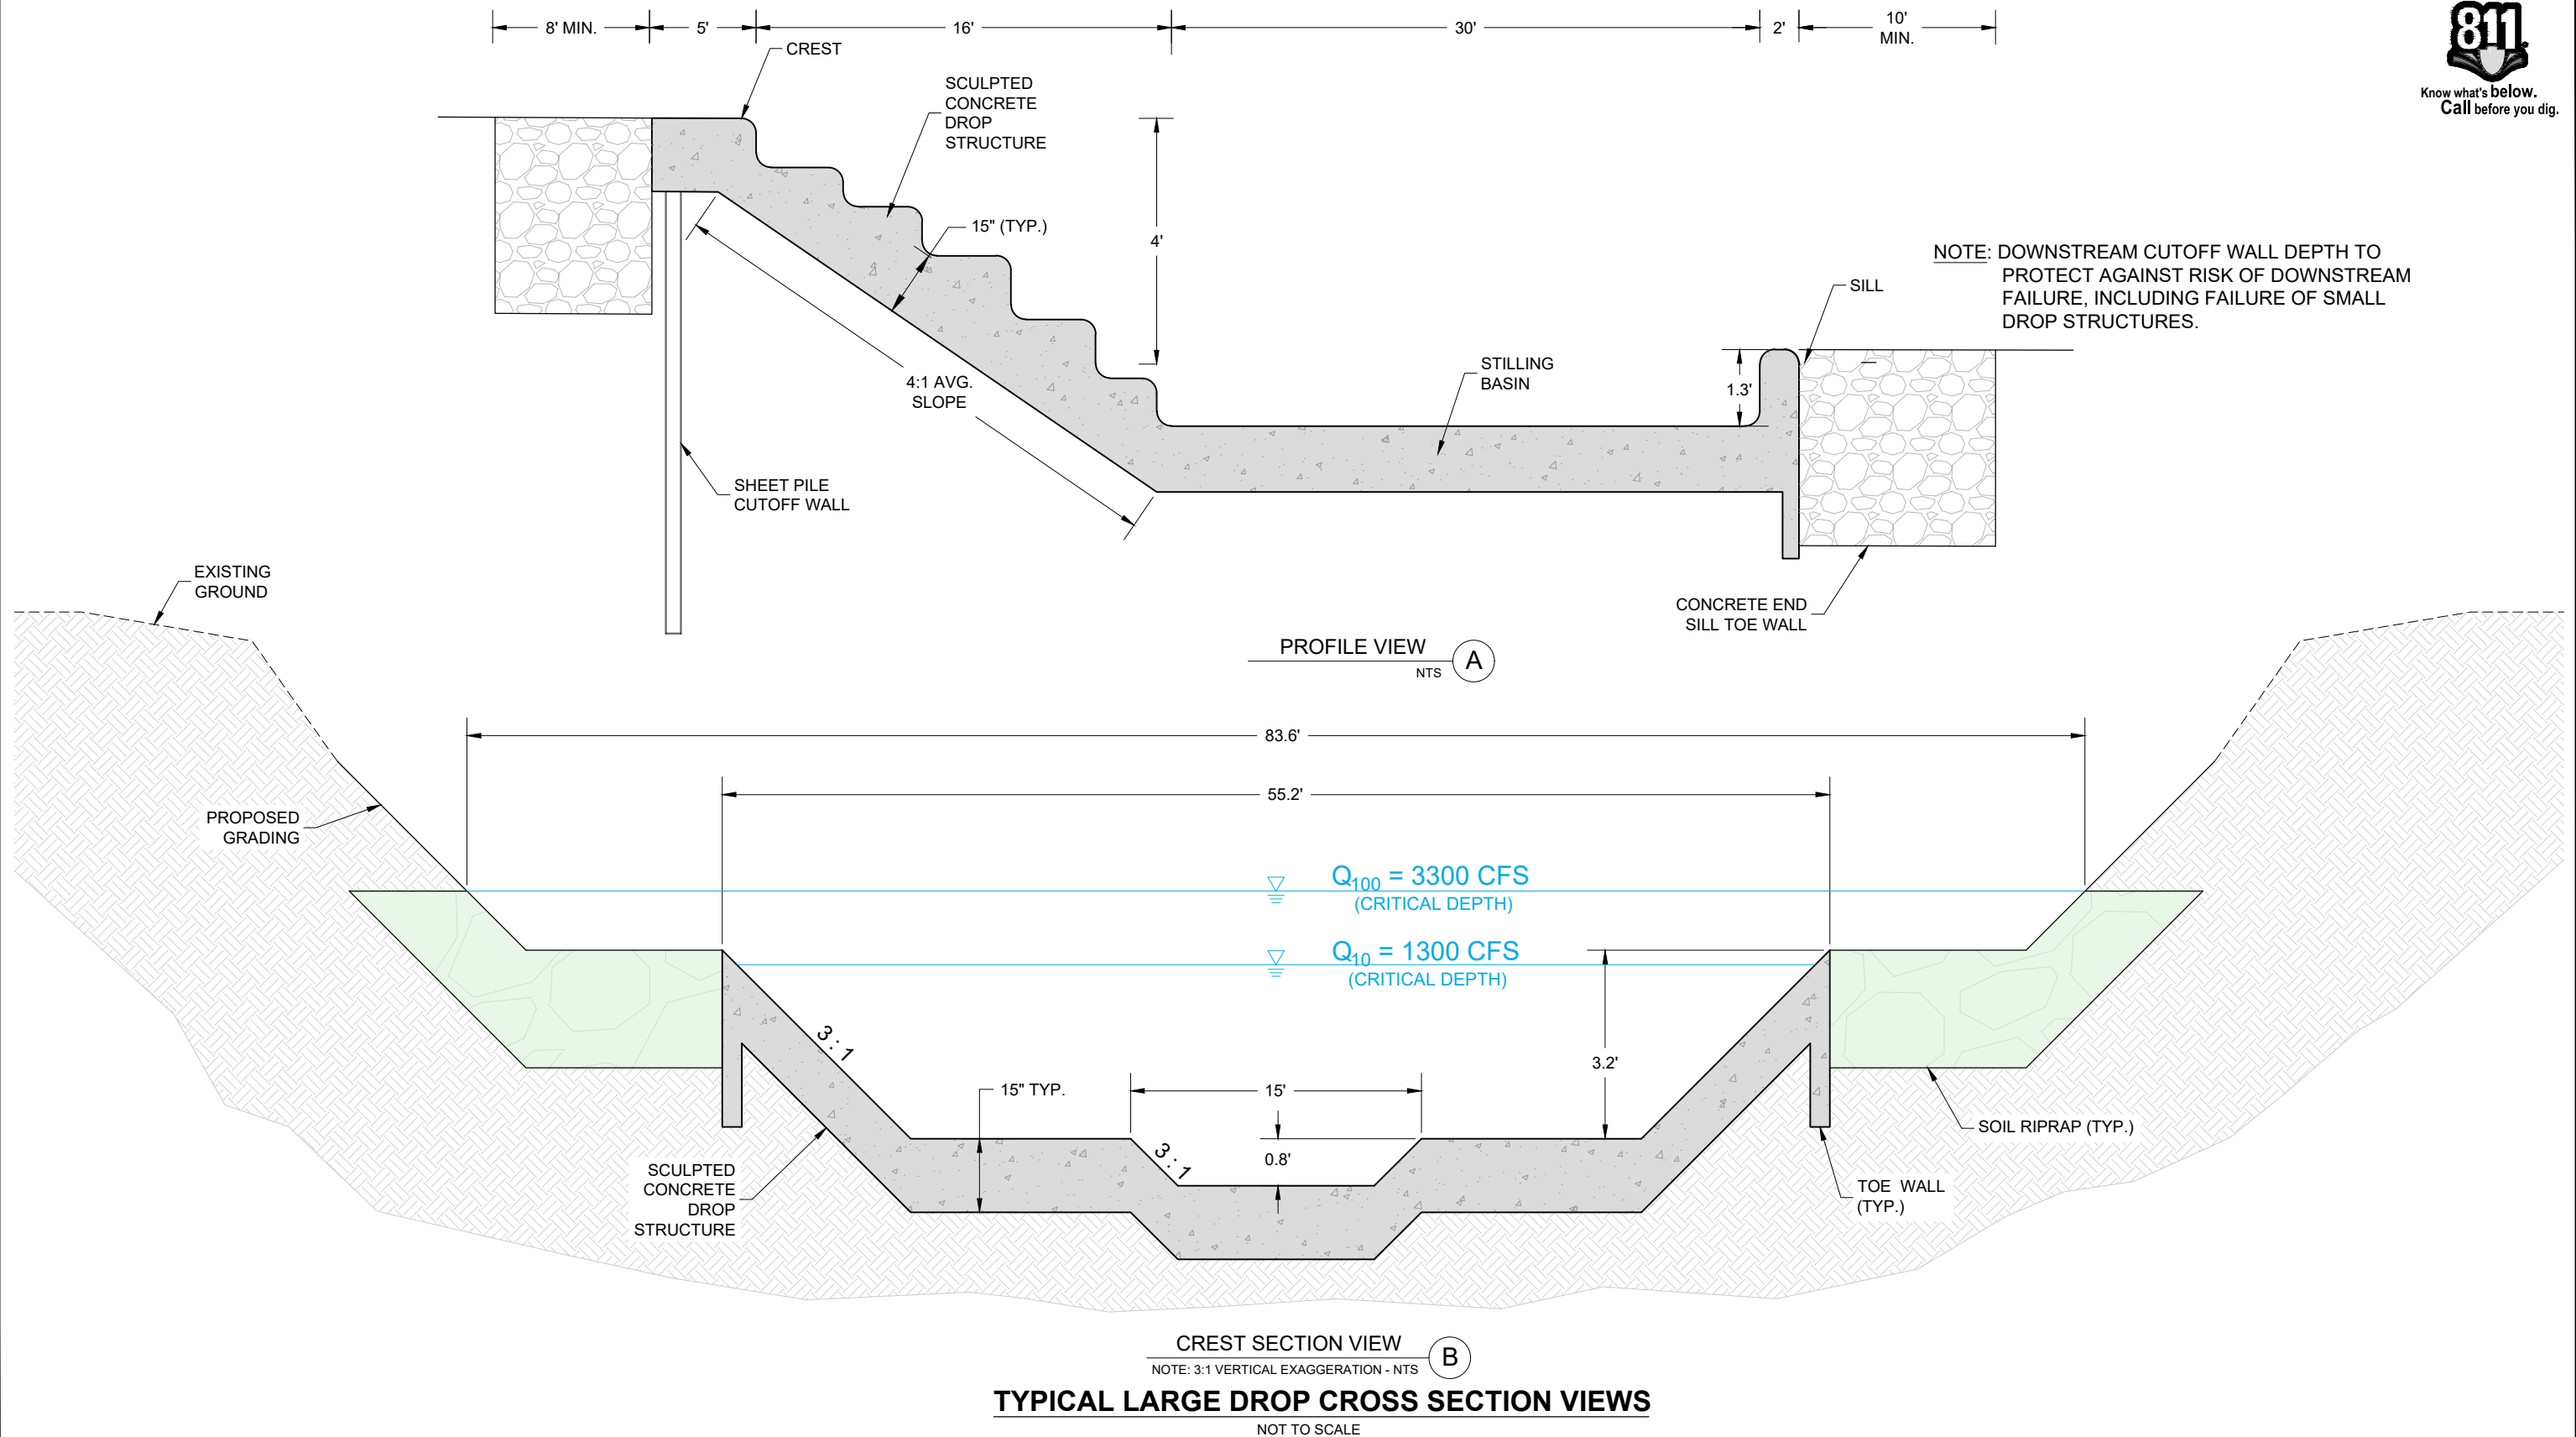 8' MIN.
5'
16'
30'
2'
10'
MIN.
811
Know what's below.
Call before you dig.
CREST
SCULPTED
CONCRETE
DROP
STRUCTURE
15" (TYP.)
4'
NOTE: DOWNSTREAM CUTOFF WALL DEPTH TO
PROTECT AGAINST RISK OF DOWNSTREAM
FAILURE, INCLUDING FAILURE OF SMALL
DROP STRUCTURES.
SILL
STILLING
BASIN
1.3'
4:1 AVG.
SLOPE
SHEET PILE
CUTOFF WALL
EXISTING
GROUND
CONCRETE END
SILL TOE WALL
PROFILE VIEW
NTS
A
83.6'
55.2'
PROPOSED
GRADING
Q100 = 3300 CFS
(CRITICAL DEPTH)
Q10 = 1300 CFS
(CRITICAL DEPTH)
3:1
3.2'
15" TYP.
15'
0.8'
3:1
SOIL RIPRAP (TYP.)
SCULPTED
CONCRETE
DROP
STRUCTURE
TOE WALL
(TYP.)
CREST SECTION VIEW
NOTE: 3:1 VERTICAL EXAGGERATION - NTS
B
TYPICAL LARGE DROP CROSS SECTION VIEWS
NOT TO SCALE